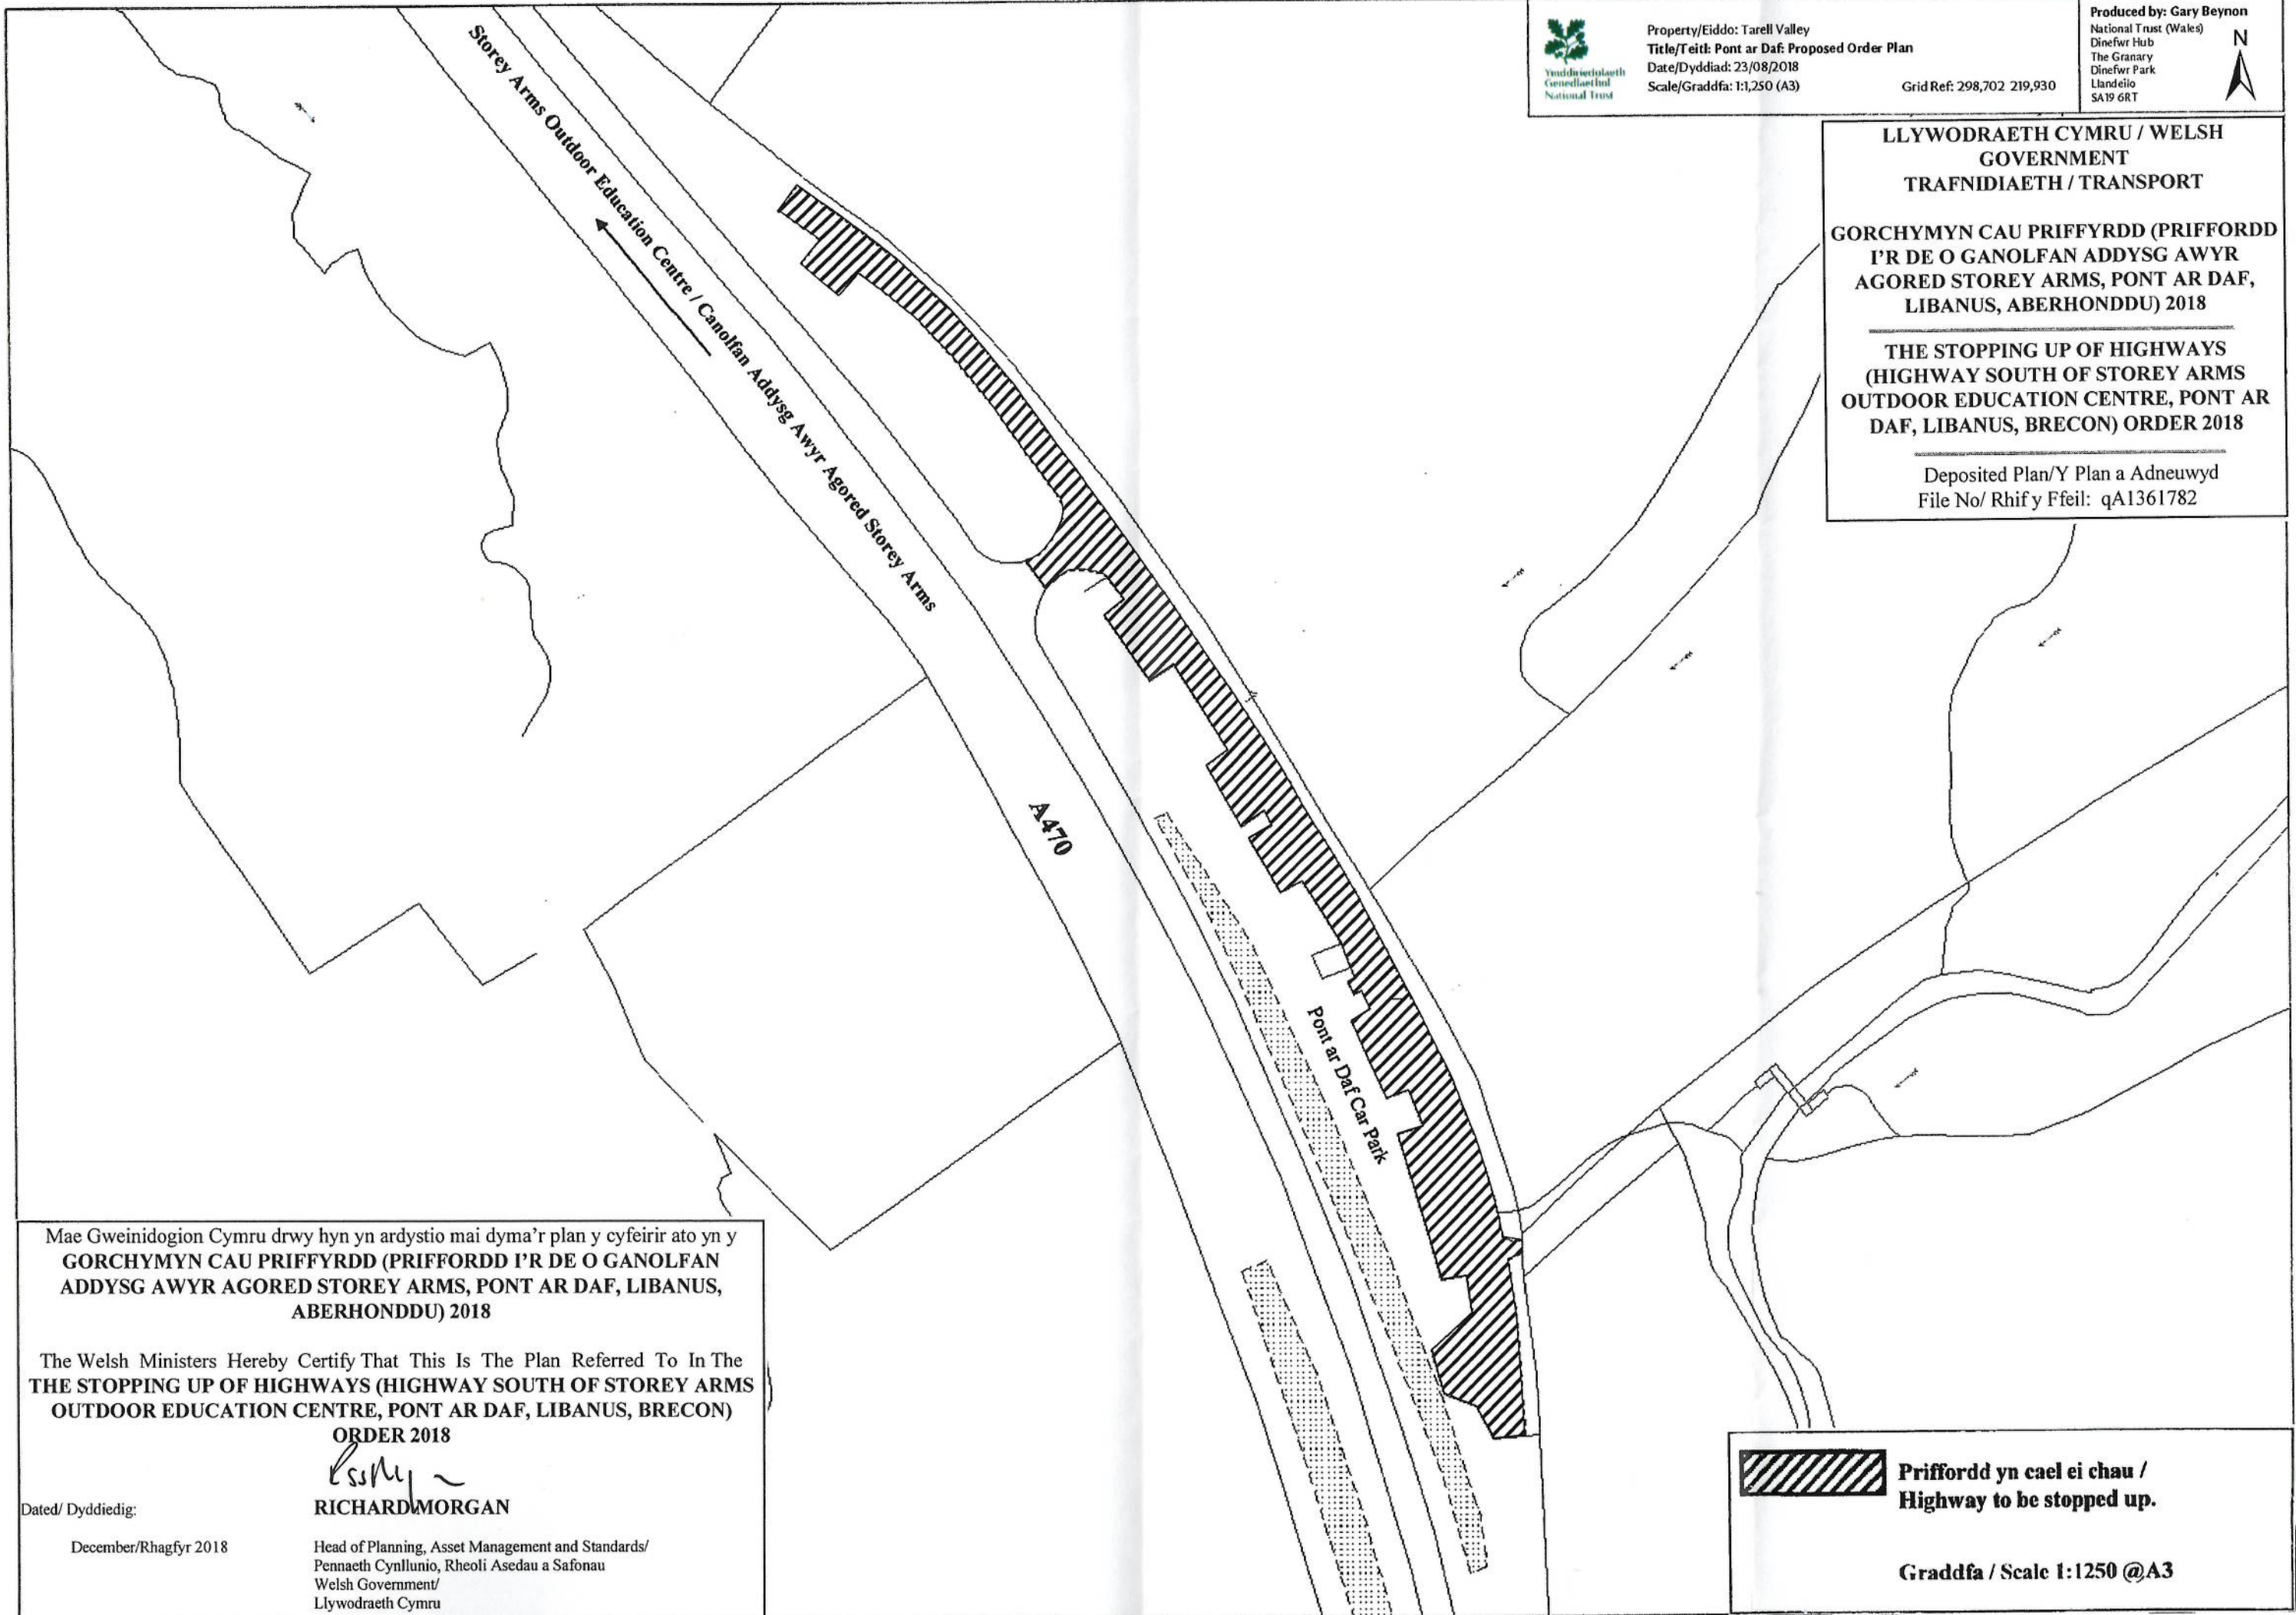 Ymddiriedolaeth
Genedlaethol
National Trust
Property/Eiddo: Tarell Valley
Title/Teitl: Pont ar Daf: Proposed Order Plan
Date/Dyddiad: 23/08/2018
Scale/Graddfa: 1:1,250 (A3)
Grid Ref: 298,702 219,930
Produced by: Gary Beynon
National Trust (Wales)
Dinefwr Hub
The Granary
Dinefwr Park
Llandeilo
SA19 6RT
N
LLYWODRAETH CYMRU / WELSH
GOVERNMENT
TRAFNIDIAETH / TRANSPORT
GORCHYMYN CAU PRIFFYRDD (PRIFFORDD
I'R DE O GANOLFAN ADDYSG AWYR
AGORED STOREY ARMS, PONT AR DAF,
LIBANUS, ABERHONDDU) 2018
THE STOPPING UP OF HIGHWAYS
(HIGHWAY SOUTH OF STOREY ARMS
OUTDOOR EDUCATION CENTRE, PONT AR
DAF, LIBANUS, BRECON) ORDER 2018
Deposited Plan/Y Plan a Adneuwyd
File No/ Rhif y Ffeil: qA1361782
Storey Arms Outdoor Education Centre / Canolfan Addysg Awyr Agored Storey Arms
A470
Pont ar Daf Car Park
Mae Gweinidogion Cymru drwy hyn yn ardystio mai dyma'r plan y cyfeirir ato yn y
GORCHYMYN CAU PRIFFYRDD (PRIFFORDD I'R DE O GANOLFAN
ADDYSG AWYR AGORED STOREY ARMS, PONT AR DAF, LIBANUS,
ABERHONDDU) 2018
The Welsh Ministers Hereby Certify That This Is The Plan Referred To In The
THE STOPPING UP OF HIGHWAYS (HIGHWAY SOUTH OF STOREY ARMS
OUTDOOR EDUCATION CENTRE, PONT AR DAF, LIBANUS, BRECON)
ORDER 2018
RICHARD MORGAN
Dated/ Dyddiedig:
December/Rhagfyr 2018
Head of Planning, Asset Management and Standards/
Pennaeth Cynllunio, Rheoli Asedau a Safonau
Welsh Government/
Llywodraeth Cymru
Priffordd yn cael ei chau /
Highway to be stopped up.
Graddfa / Scale 1:1250 @A3